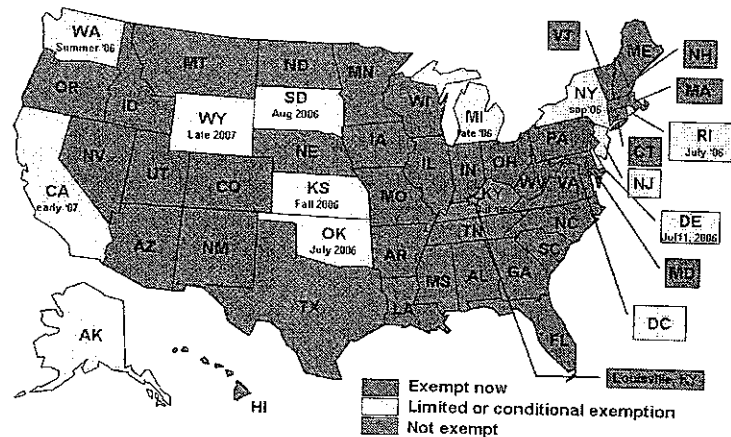 WA
Summer '06
MT
ND
MN
OR
ID
WY
Late 2007
SD
Aug 2006
WI
MI
late '06
NY
sep'06
VT
ME
NH
MA
RI
July '06
CT
NJ
PA
DE
Jul11, 2006
MD
DC
CA
early '07
NV
UT
CO
NE
IA
KS
Fall 2006
MO
IL
IN
OH
WV
VA
KY
AZ
NM
OK
July 2006
AR
TN
NC
SC
MS
AL
GA
TX
LA
FL
AK
HI
Louisville, KY
Exempt now
Limited or conditional exemption
Not exempt